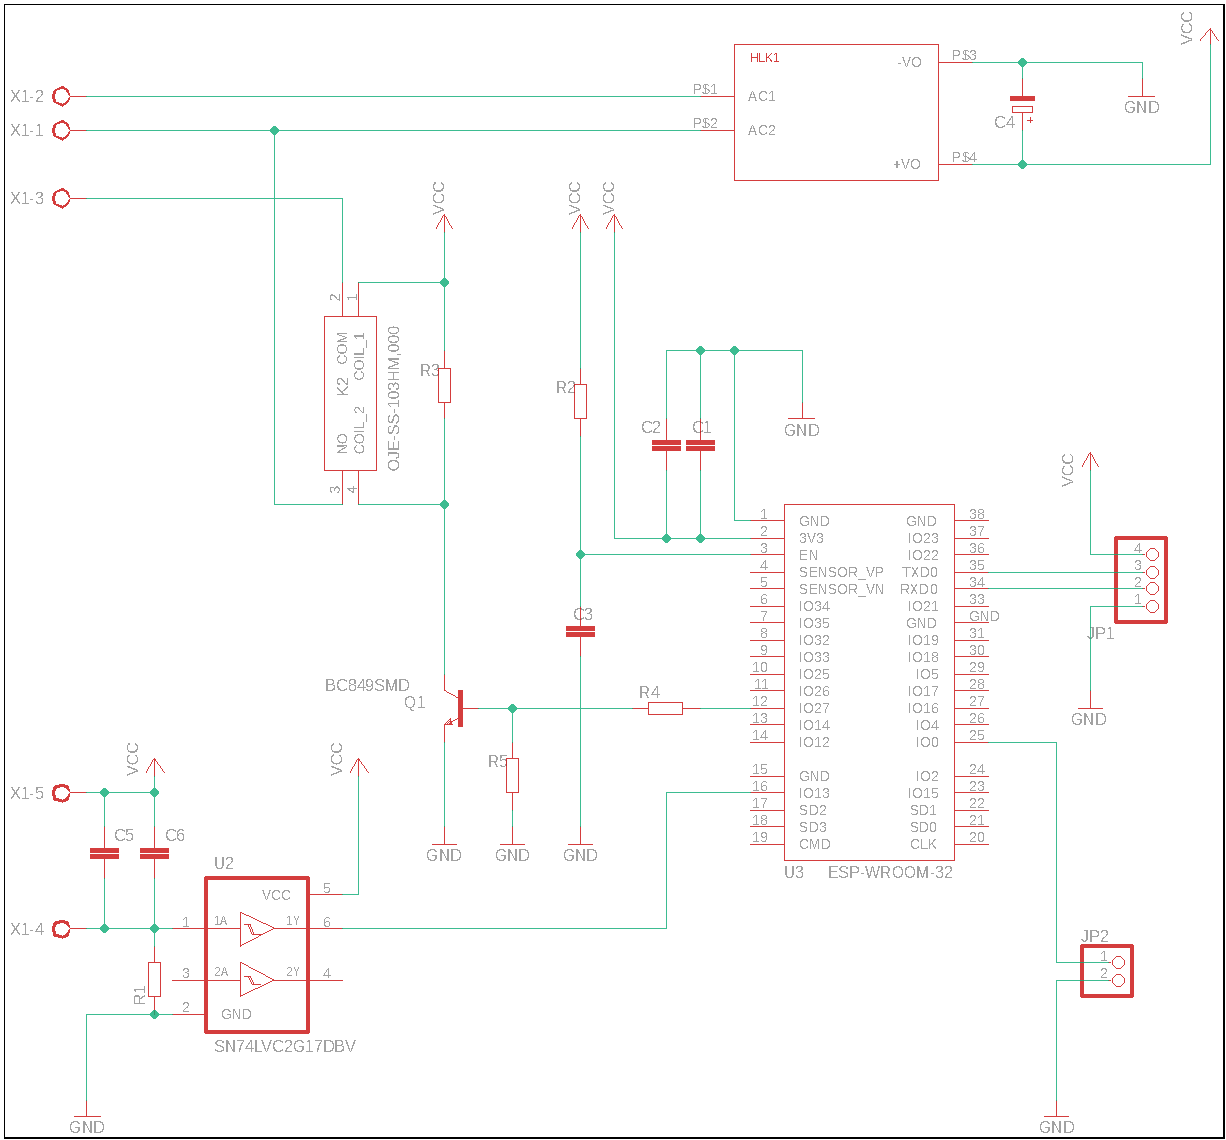 VCC
HLK1
P$3
-VO
X1-2
P$1
AC1
GND
C4
+
X1-1
P$2
AC2
+VO
P$4
X1-3
VCC
VCC
VCC
2
1
COM
COIL_1
K2
NO
COIL_2
OJE-SS-103HM,000
3
4
R3
R2
C2
C1
GND
VCC
1
GND
GND
38
2
3V3
IO23
37
3
EN
IO22
36
4
SENSOR_VP
TXD0
35
5
SENSOR_VN
RXD0
34
6
IO34
IO21
33
7
IO35
GND
GND
8
IO32
IO19
31
9
IO33
IO18
30
10
IO25
IO5
29
11
IO26
IO17
28
12
IO27
IO16
27
13
IO14
IO4
26
14
IO12
IO0
25
15
GND
IO2
24
16
IO13
IO15
23
17
SD2
SD1
22
18
SD3
SD0
21
19
CMD
CLK
20
U3
ESP-WROOM-32
4
3
2
1
JP1
GND
C3
BC849SMD
Q1
R4
R5
GND
GND
GND
VCC
VCC
X1-5
C5
C6
U2
VCC
5
X1-4
1
1A
1Y
6
3
2A
2Y
4
R1
2
GND
SN74LVC2G17DBV
GND
JP2
1
2
GND